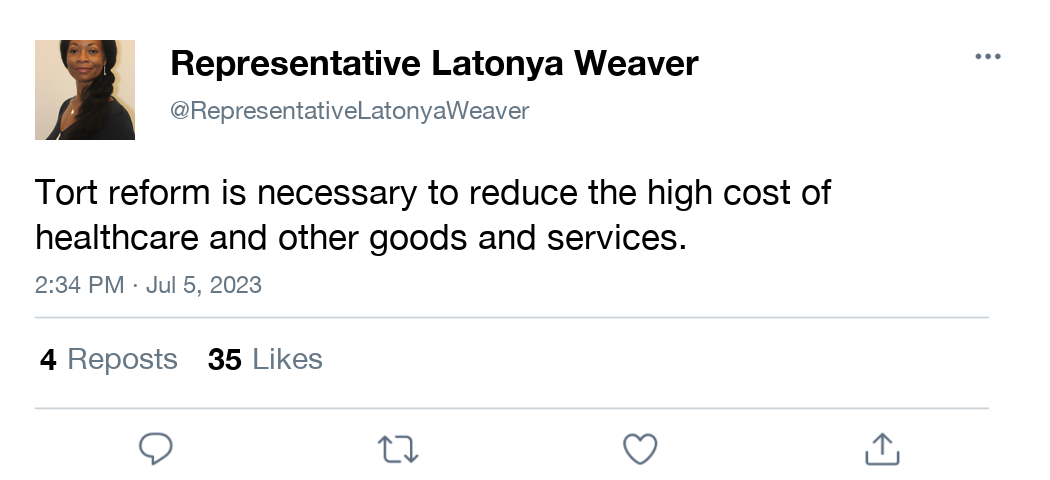 Representative Latonya Weaver
@RepresentativeLatonyaWeaver
Tort reform is necessary to reduce the high cost of
healthcare and other goods and services.
2:34 PM · Jul 5, 2023
4 Reposts 35 Likes